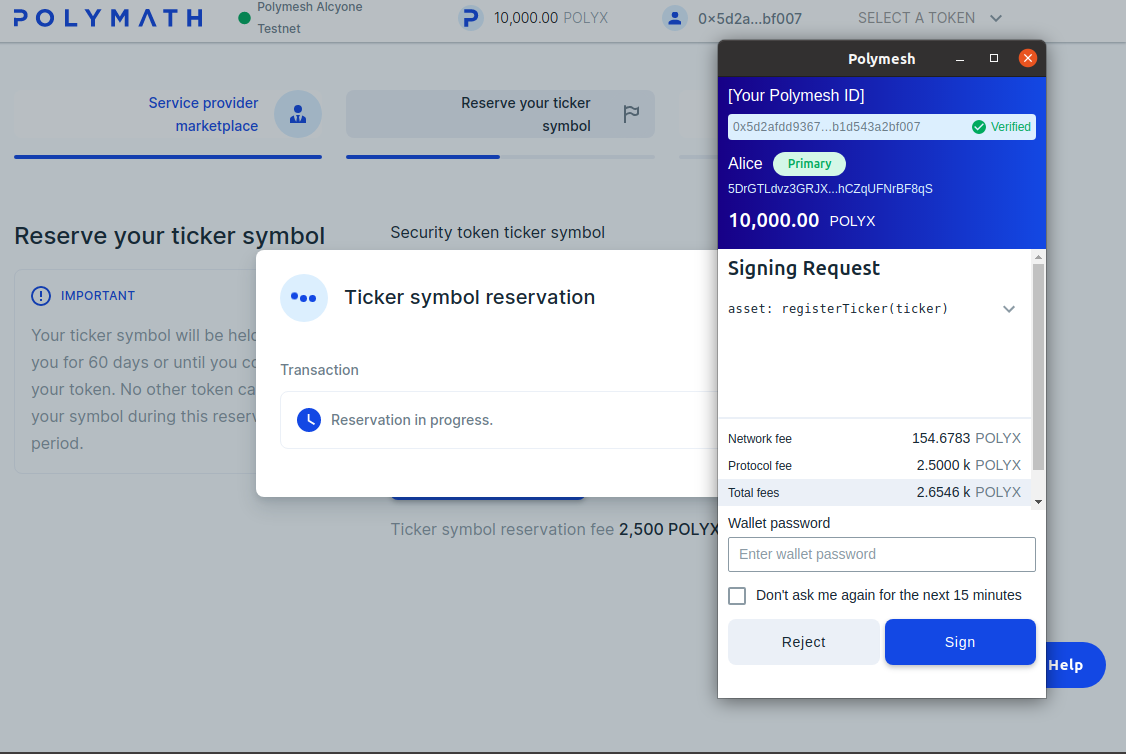 POLYMATH
Polymesh Alcyone
Testnet
10,000.00 POLYX
0×5d2a...bf007
SELECT A TOKEN
Service provider
marketplace
Reserve your ticker
symbol
Reserve your ticker symbol
IMPORTANT
Your ticker symbol will be held
you for 60 days or until you
your token. No other token
your symbol during this
period.
Security token ticker symbol
Ticker symbol reservation
Transaction
Reservation in progress.
Ticker symbol reservation fee 2,500 POLYX
Polymesh
[Your Polymesh ID]
0x5d2afdd9367...b1d543a2bf007
Verified
Alice
Primary
5DrGTLdvz3GRJX...hCZqUFNrBF8qS
10,000.00 POLYX
Signing Request
asset: registerTicker(ticker)
Network fee 154.6783 POLYX
Protocol fee 2.5000 k POLYX
Total fees 2.6546 k POLYX
Wallet password
Enter wallet password
Don't ask me again for the next 15 minutes
Reject
Sign
Help